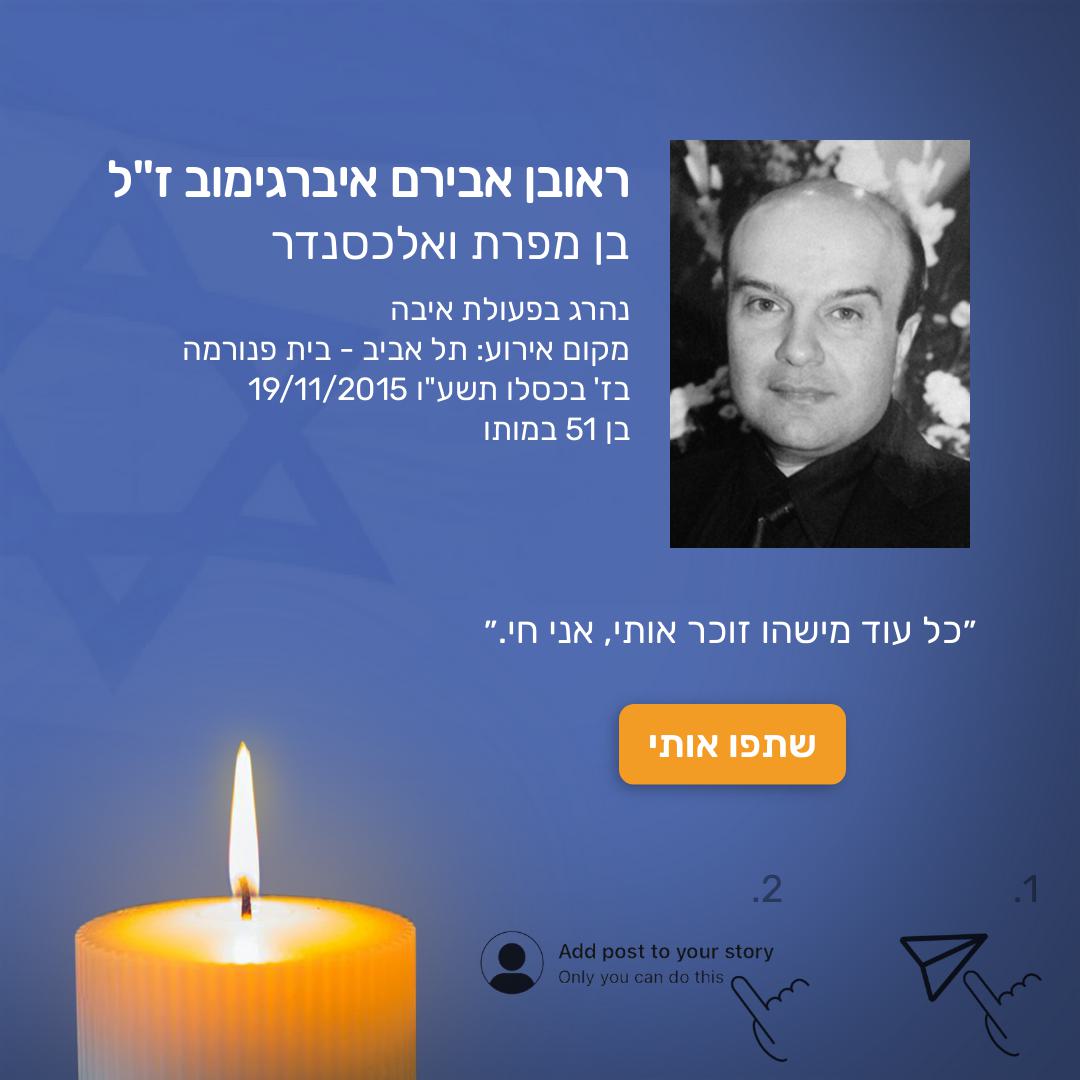 ראובן אבירם איברגימוב ז"ל
בן מפרת ואלכסנדר
נהרג בפעולת איבה
מקום אירוע: תל אביב - בית פנורמה
בז' בכסלו תשע"ו 19/11/2015
בן 51 במותו
״כל עוד מישהו זוכר אותי, אני חי.״
שתפו אותי
.1
.2
Add post to your story
Only you can do this